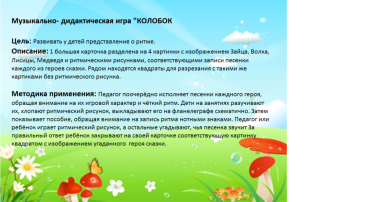 Музыкально- дидактическая игра "КОЛОБОК
Цель: Развивать у детей представление о ритме.
Описание: 1 большая карточка разделена на 4 картинки с изображением Зайца, Волка,
Лисицы, Медведя и ритмическими рисунками, соответствующими записи песенки
каждого из героев сказки. Рядом находятся квадраты для разрезания с такими же
картинками без ритмического рисунка.
Методика применения: Педагог поочерёдно исполняет песенки каждого героя,
обращая внимание на их игровой характер и чёткий ритм. Дети на занятиях разучивают
их, хлопают ритмический рисунок, выкладывают его на фланелеграфе схематично. Затем
показывает пособие, обращая внимание на запись ритма нотными знаками. Педагог или
ребёнок играет ритмический рисунок, а остальные угадывают, чья песенка звучит За
правильный ответ ребёнок закрывают на своей карточке соответствующую картинку
квадратом с изображением угаданного героя сказки.